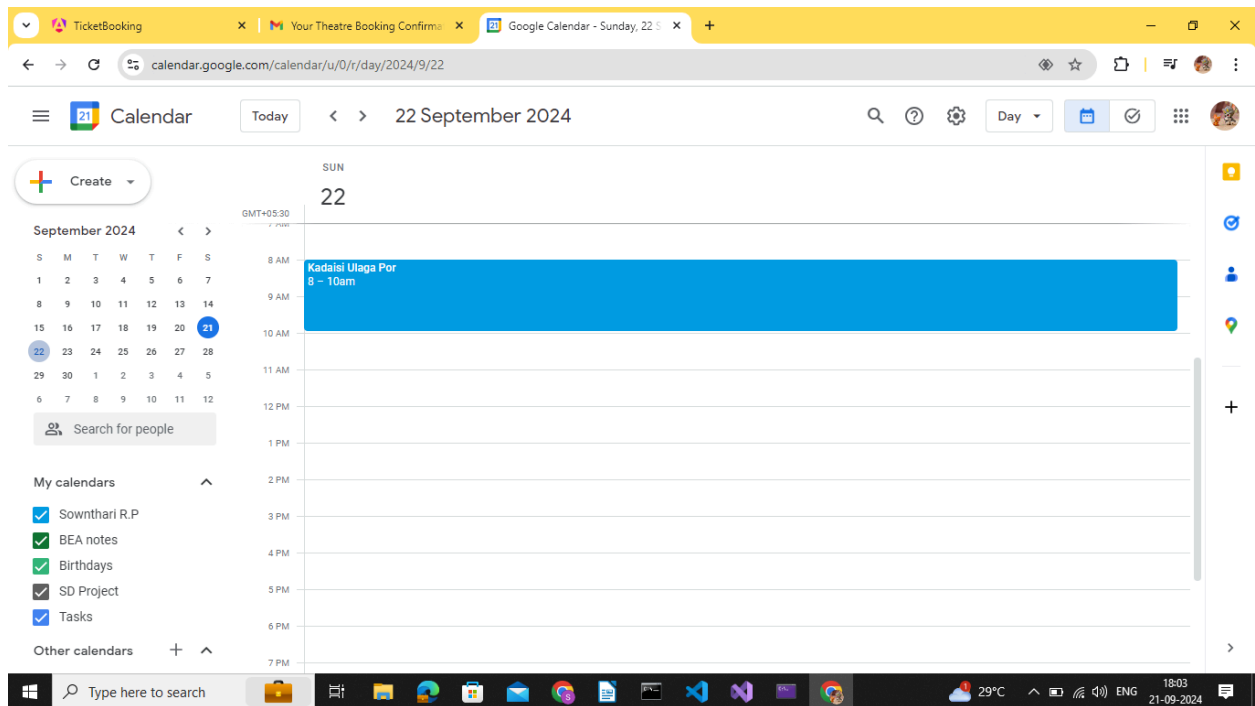 TicketBooking
Your Theatre Booking Confirma
21
Google Calendar - Sunday, 22 S
calendar.google.com/calendar/u/0/r/day/2024/9/22
21
Calendar
Today
22 September 2024
Day
Create
SUN
22
GMT+05:30
September 2024
S M T W T F S
1 2 3 4 5 6 7
8 9 10 11 12 13 14
15 16 17 18 19 20 21
22 23 24 25 26 27 28
29 30 1 2 3 4 5
6 7 8 9 10 11 12
Search for people
My calendars
Sownthari R.P
BEA notes
Birthdays
SD Project
Tasks
Other calendars
7 AM
8 AM
Kadaisi Ulaga Por
8 – 10am
9 AM
10 AM
11 AM
12 PM
1 PM
2 PM
3 PM
4 PM
5 PM
6 PM
7 PM
Type here to search
29°C
ENG
18:03
21-09-2024